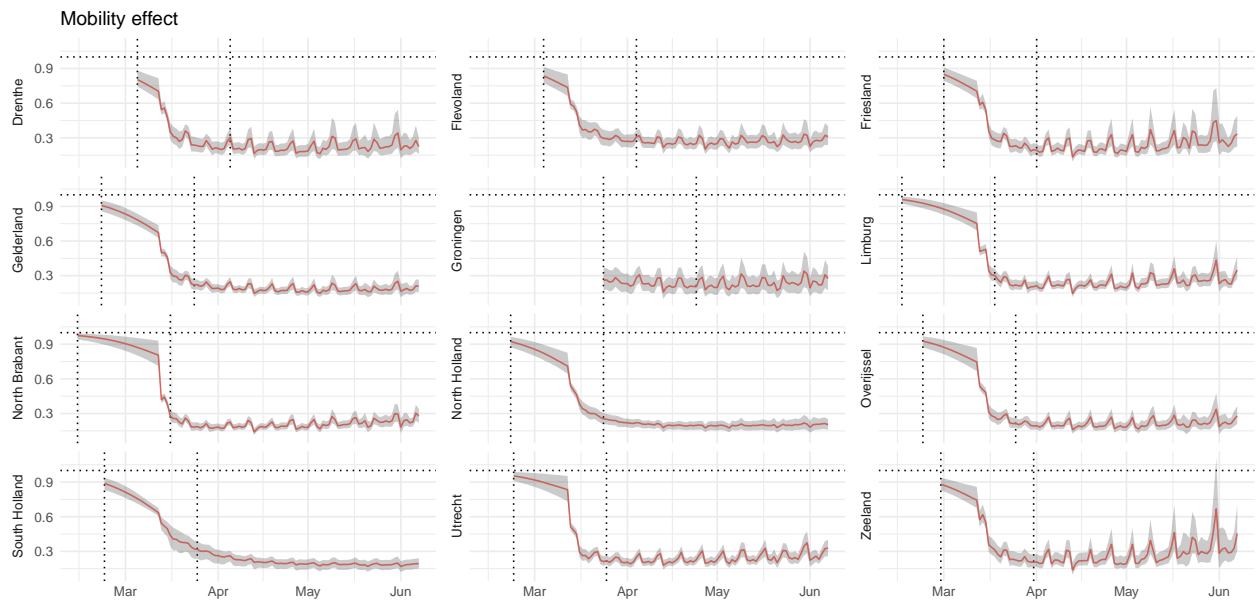 Mobility effect
Drenthe
0.9
0.6
0.3
Flevoland
Friesland
Gelderland
0.9
0.6
0.3
Groningen
Limburg
North Brabant
0.9
0.6
0.3
North Holland
Overijssel
South Holland
0.9
0.6
0.3
Utrecht
Zeeland
Mar Apr May Jun Mar Apr May Jun Mar Apr May Jun